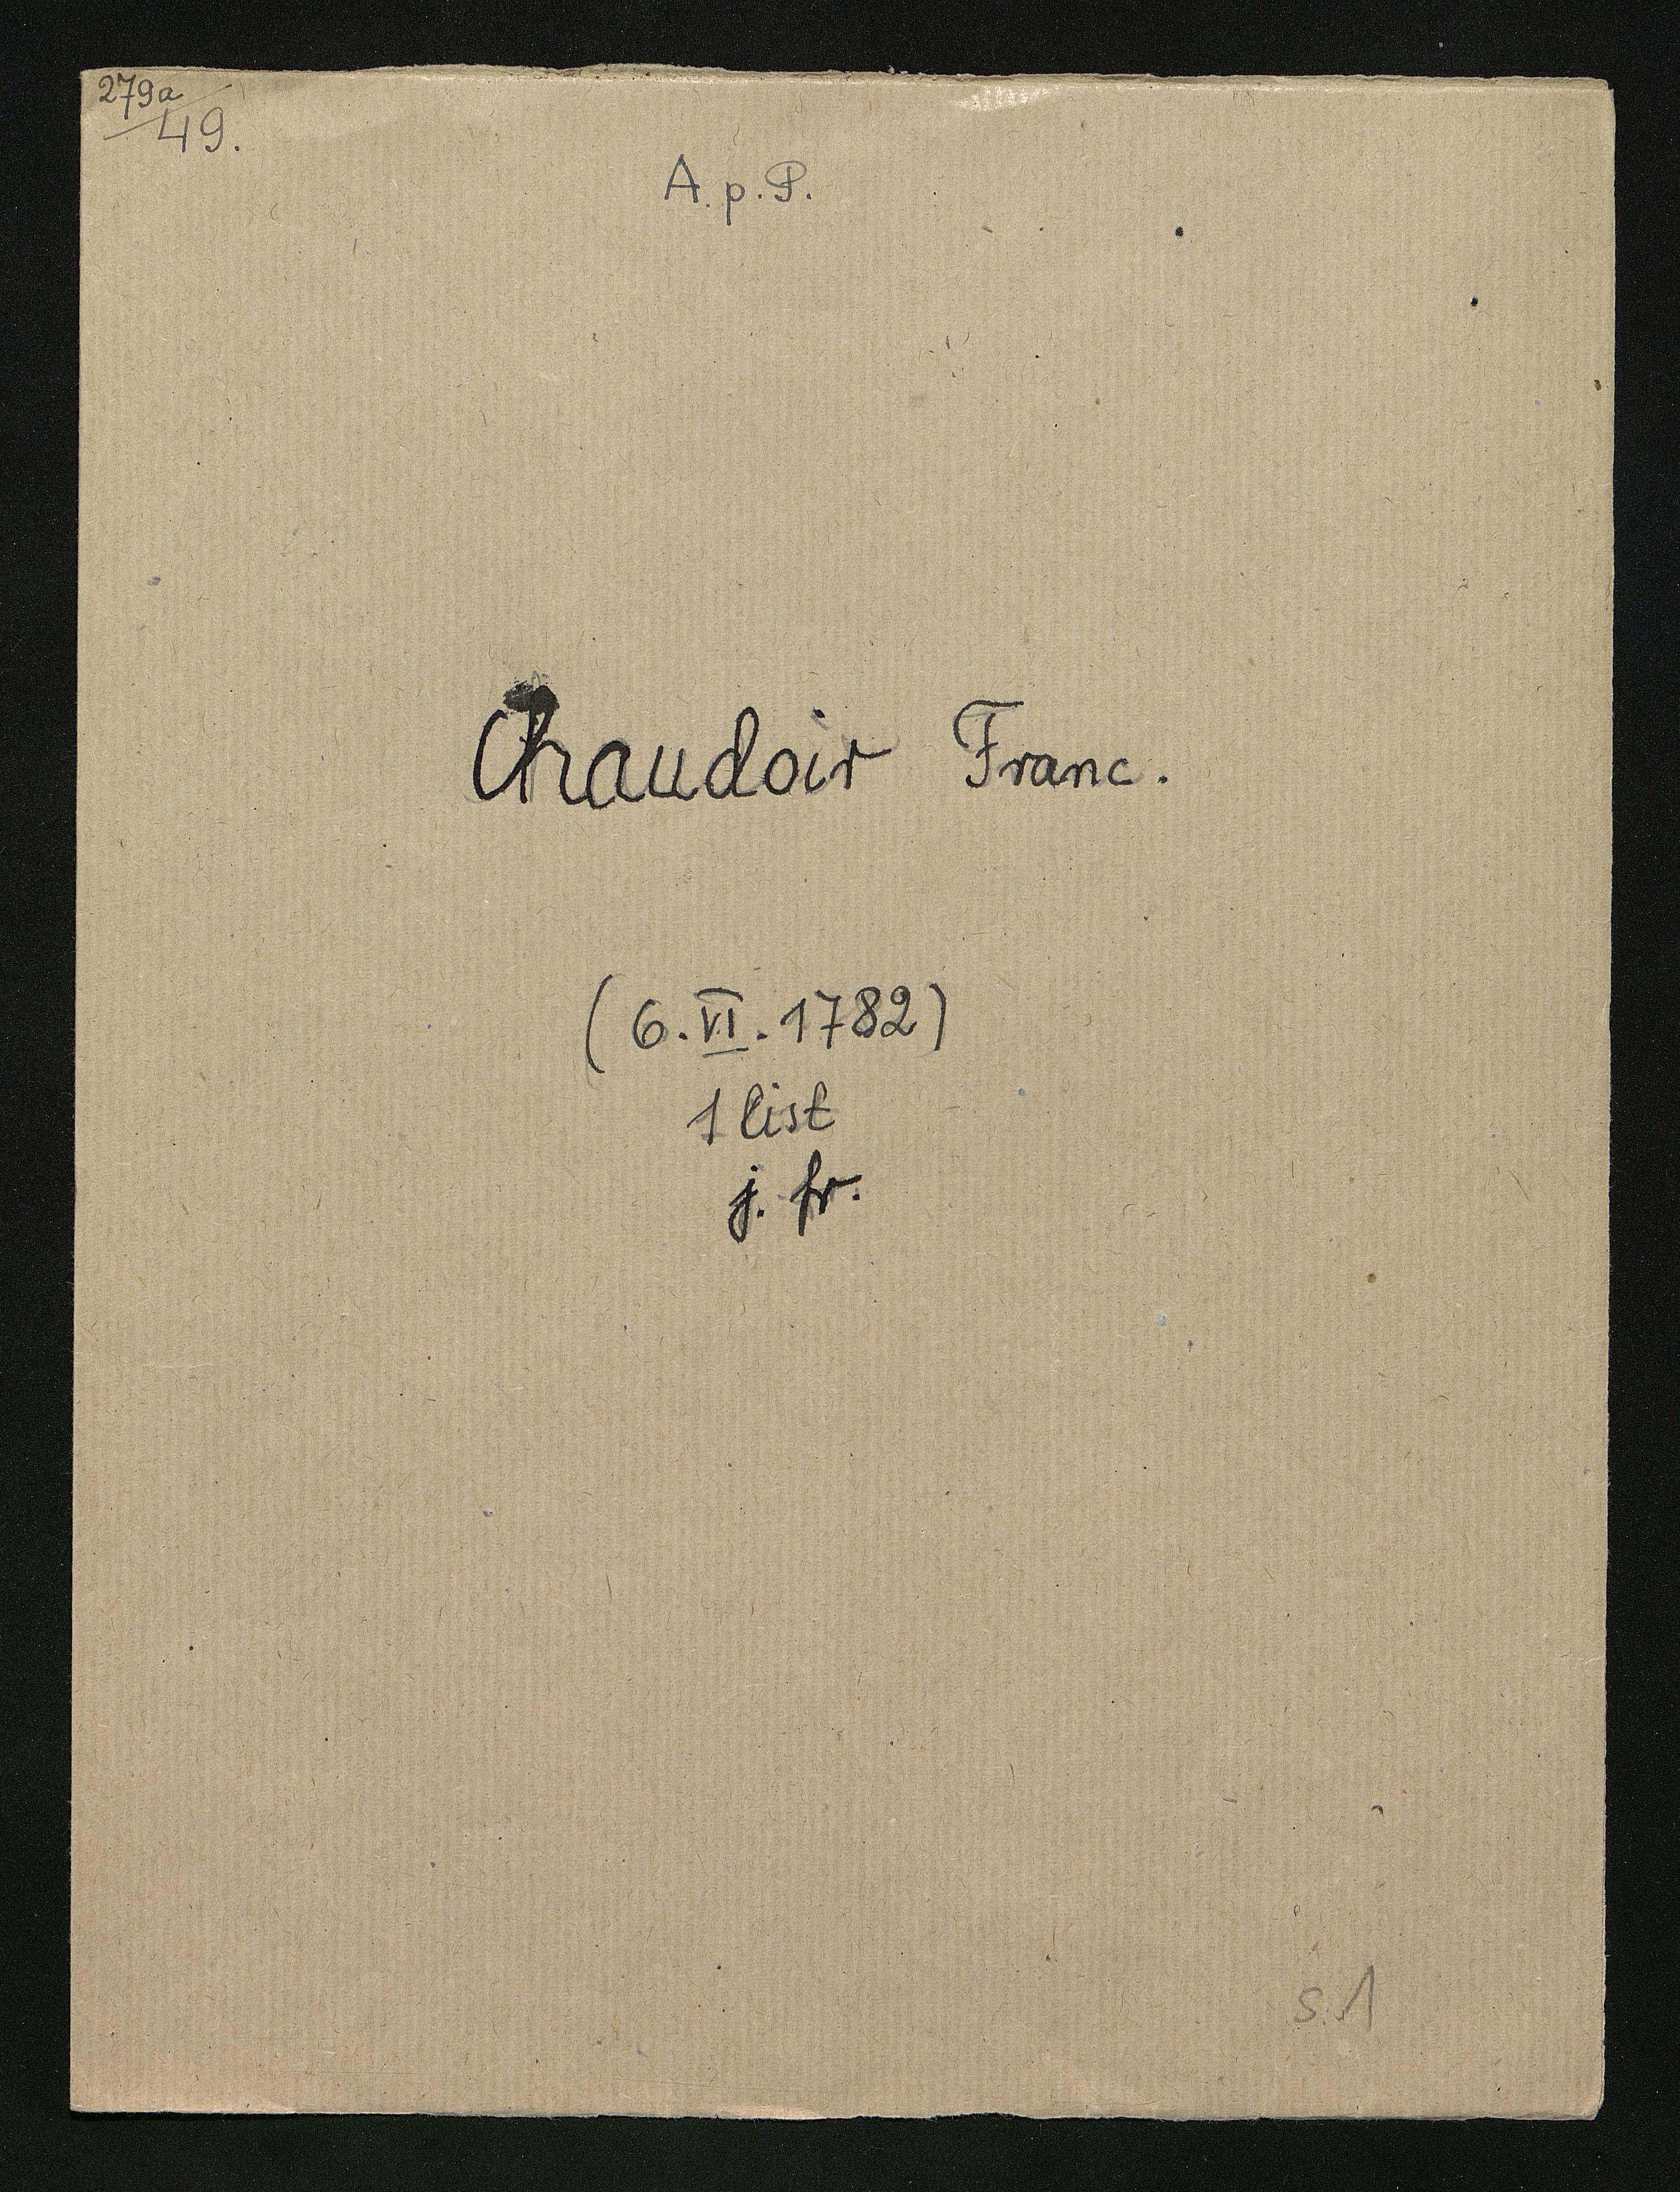 279a/49.
A.p.P.
Chaudoir Franc.
(6.VI.1782)
1 list
j. fr.
s.1